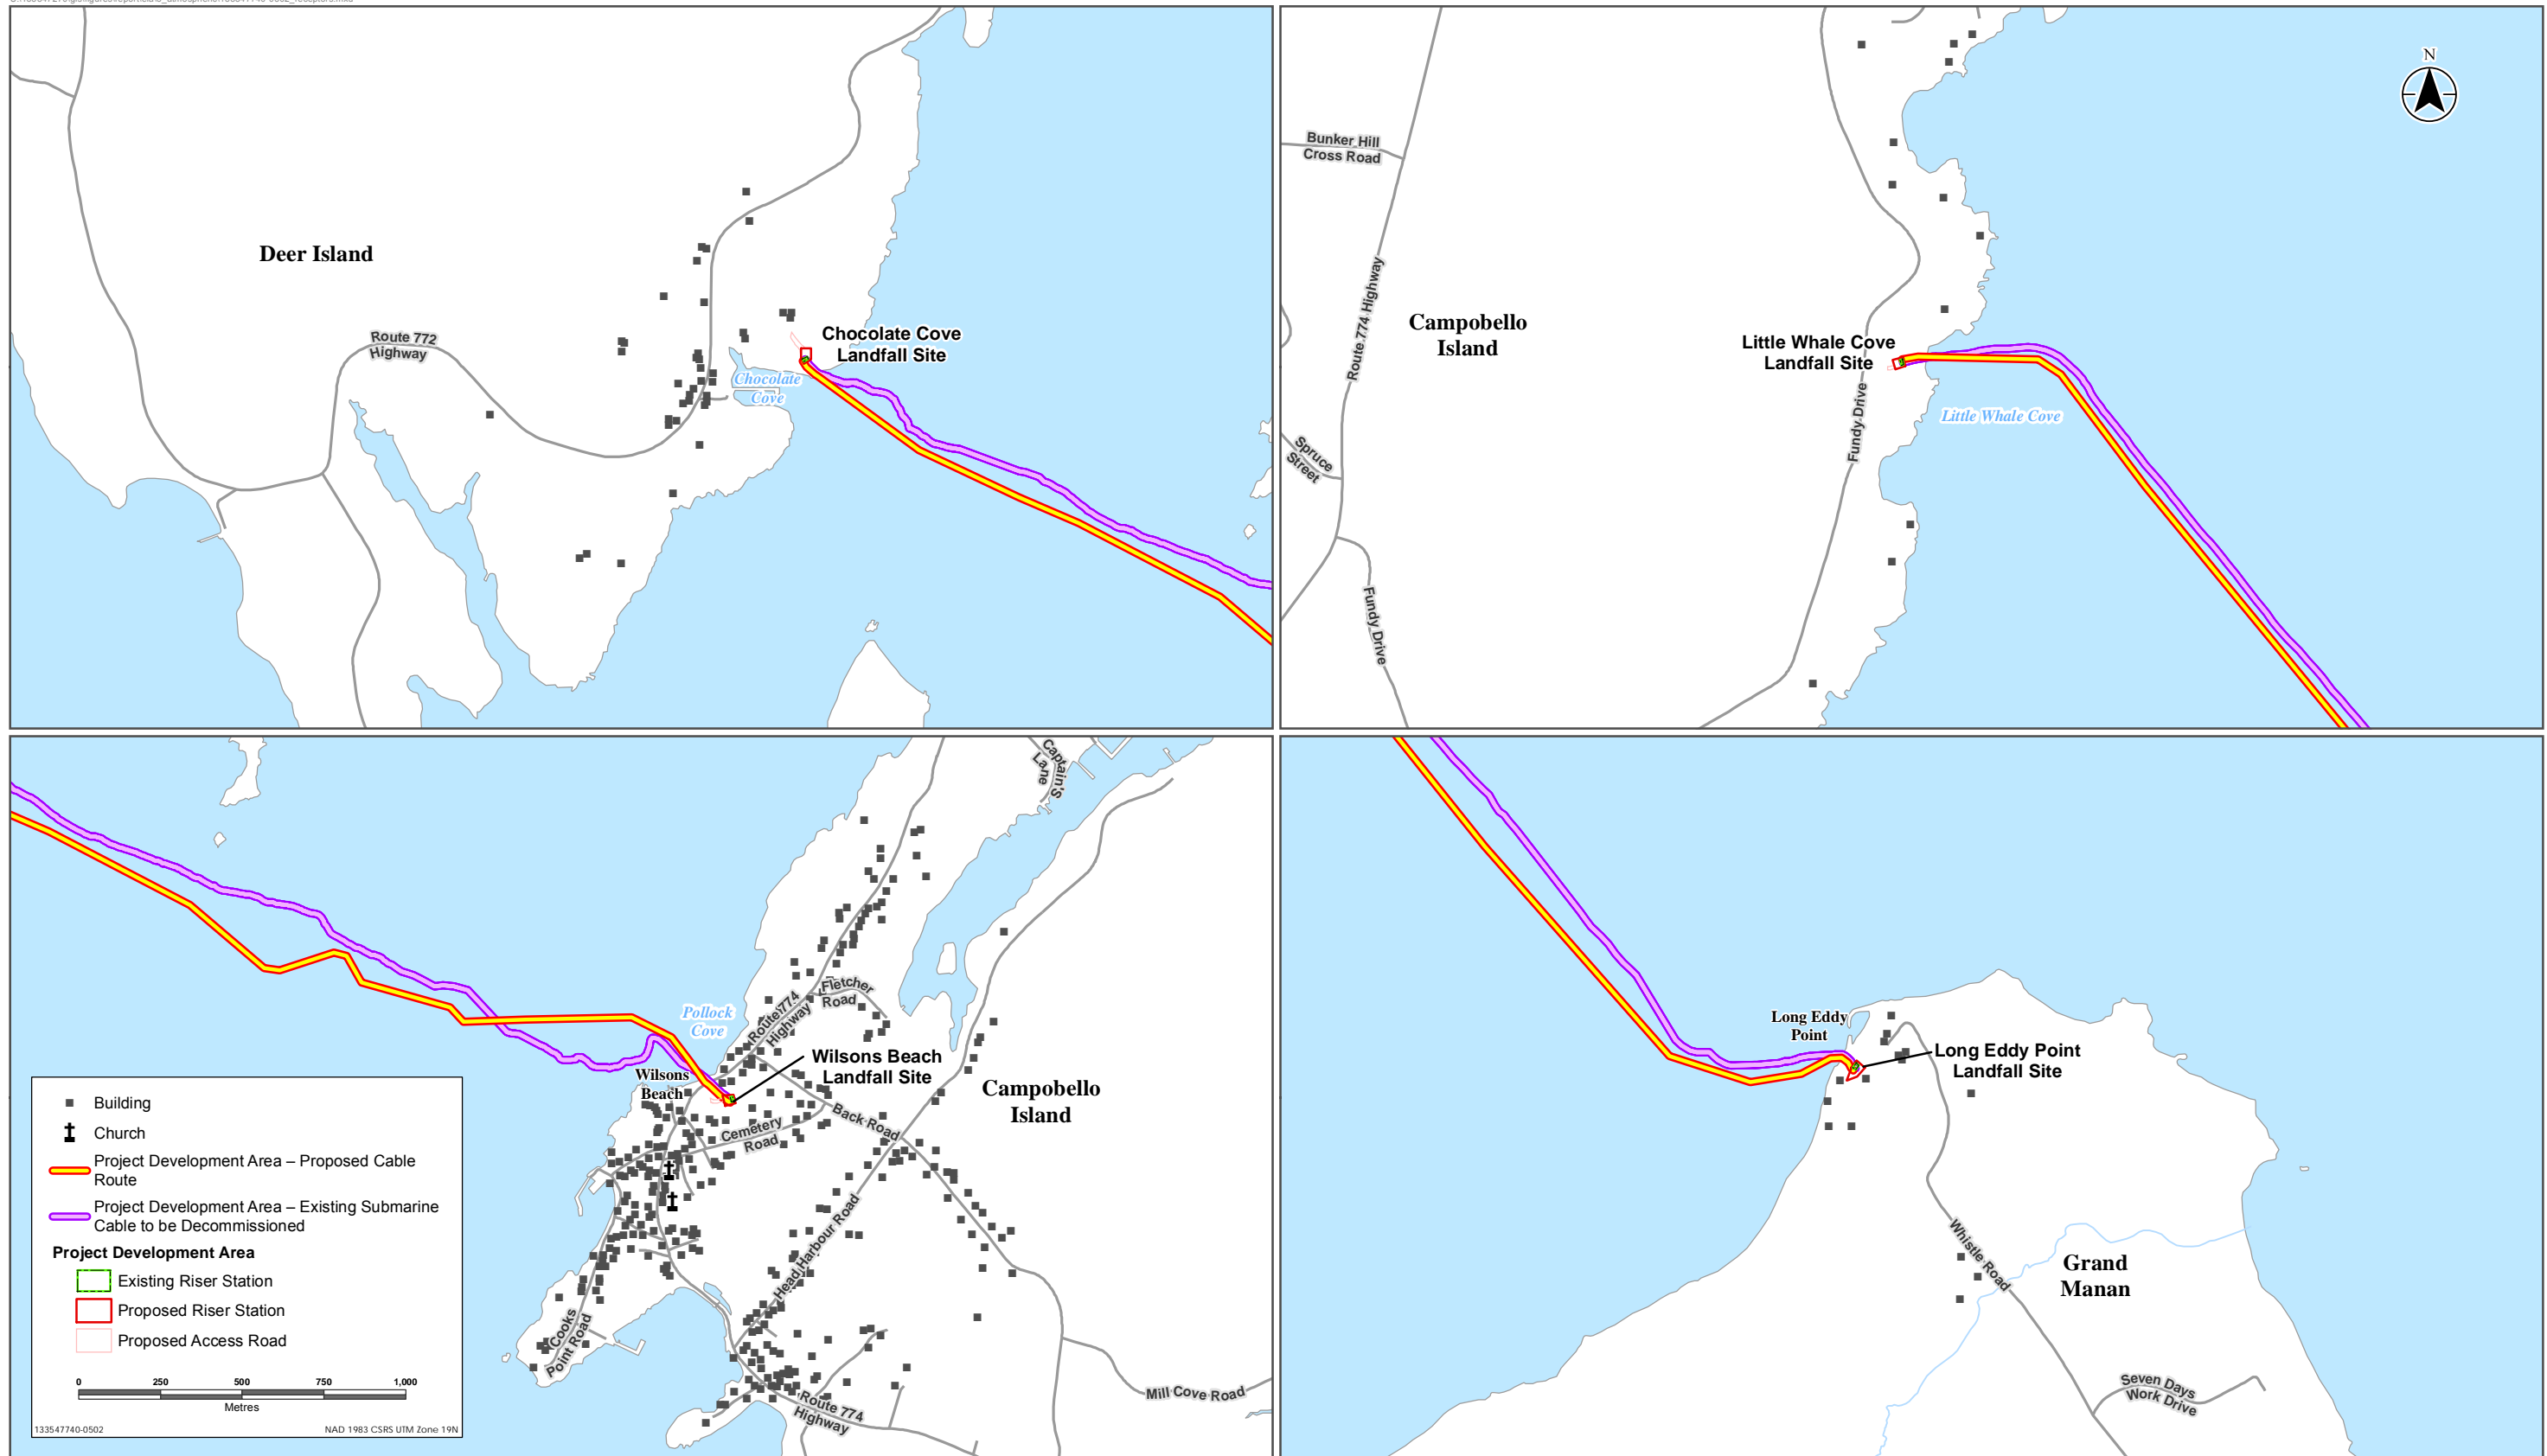 Deer Island
Route 772
Highway
Chocolate Cove
Landfall Site
Chocolate
Cove
N
Bunker Hill
Cross Road
Route 774 Highway
Campobello
Island
Little Whale Cove
Landfall Site
Little Whale Cove
Fundy Drive
Spruce
Street
Fundy Drive
Captain'S
Lane
Fletcher
Road
Route 774
Highway
Pollock
Cove
Wilsons Beach
Landfall Site
Wilsons
Beach
Campobello
Island
Cemetery
Road
Back Road
Head Harbour Road
Cooks
Point Road
Mill Cove Road
Route 774
Highway
Building
Church
Project Development Area – Proposed Cable
Route
Project Development Area – Existing Submarine
Cable to be Decommissioned
Project Development Area
Existing Riser Station
Proposed Riser Station
Proposed Access Road
0 250 500 750 1,000
Metres
133547740-0502 NAD 1983 CSRS UTM Zone 19N
Long Eddy
Point
Long Eddy Point
Landfall Site
Whistle Road
Grand
Manan
Seven Days
Work Drive